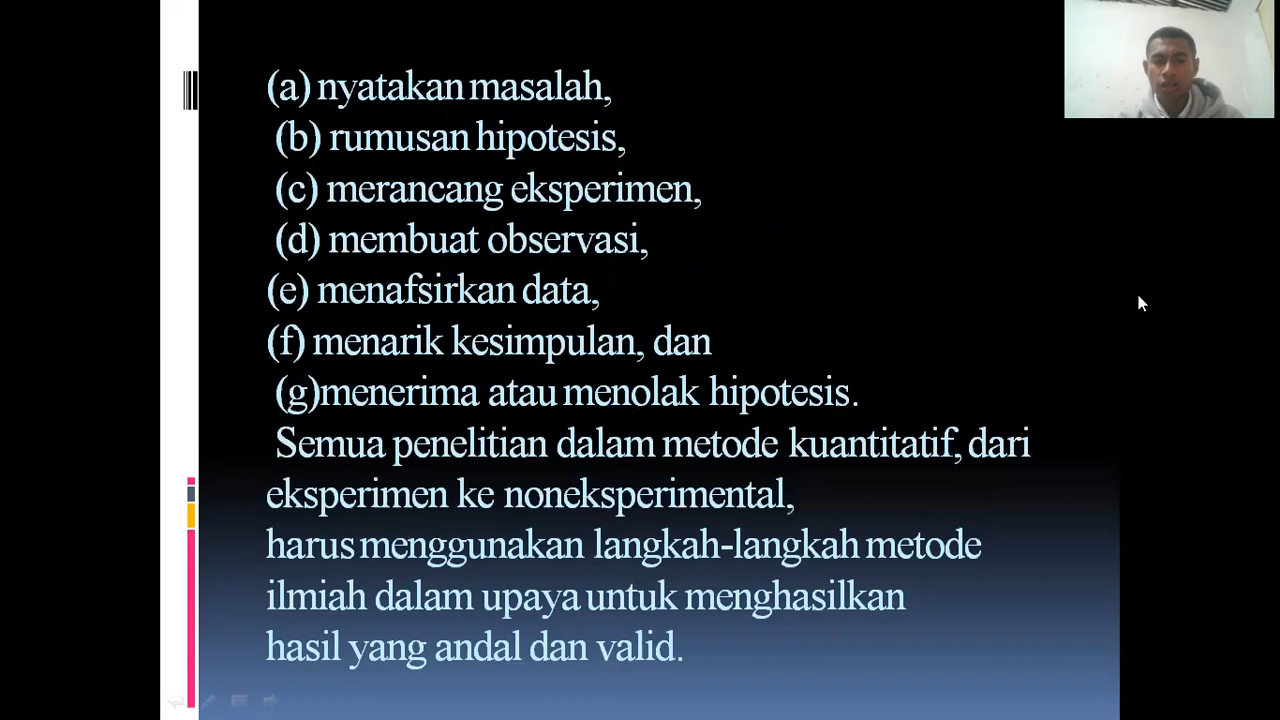 (a) nyatakan masalah,
(b) rumusan hipotesis,
(c) merancang eksperimen,
(d) membuat observasi,
(e) menafsirkan data,
(f) menarik kesimpulan, dan
(g)menerima atau menolak hipotesis.
Semua penelitian dalam metode kuantitatif, dari
eksperimen ke noneksperimental,
harus menggunakan langkah-langkah metode
ilmiah dalam upaya untuk menghasilkan
hasil yang andal dan valid.